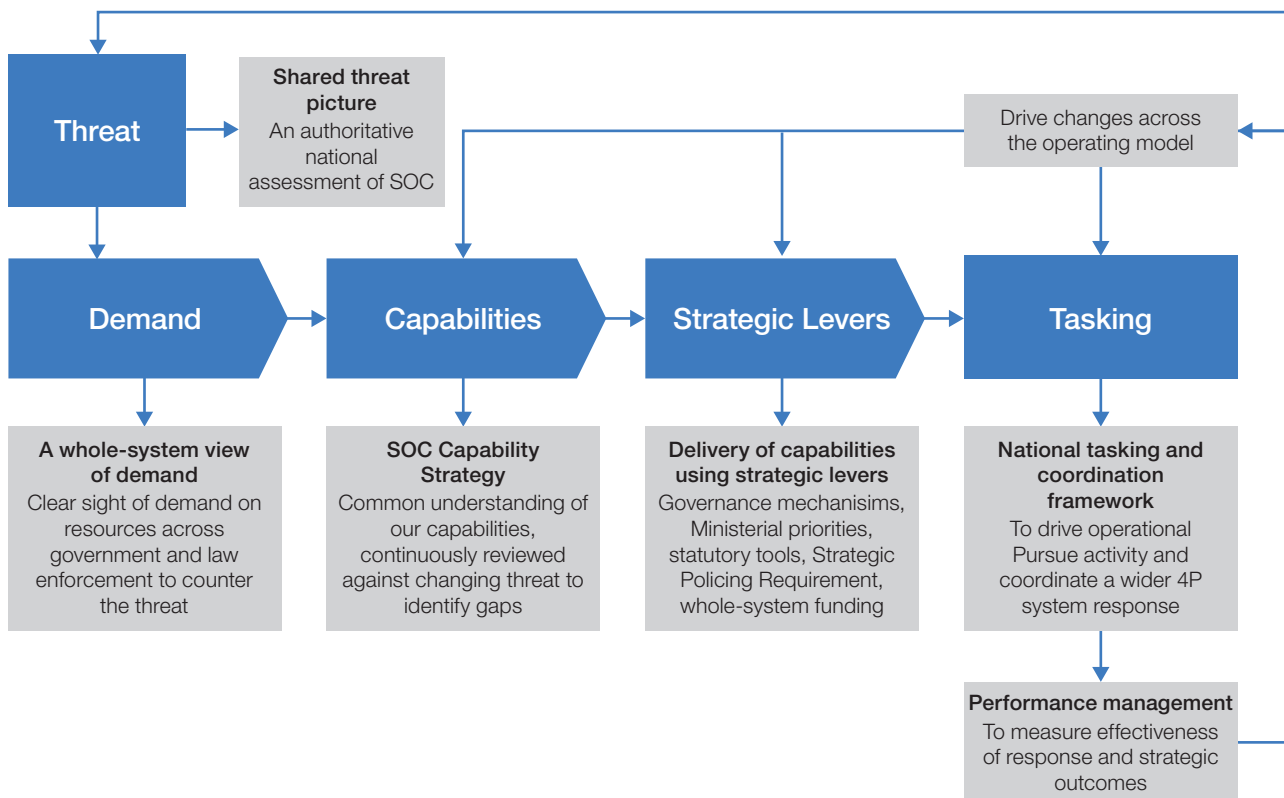 Threat
Shared threat
picture
An authoritative
national
assessment of SOC
Drive changes across
the operating model
Demand
Capabilities
Strategic Levers
Tasking
A whole-system view
of demand
Clear sight of demand on
resources across
government and law
enforcement to counter
the threat
SOC Capability
Strategy
Common understanding of
our capabilities,
continuously reviewed
against changing threat to
identify gaps
Delivery of capabilities
using strategic levers
Governance mechanisims,
Ministerial priorities,
statutory tools, Strategic
Policing Requirement,
whole-system funding
National tasking and
coordination
framework
To drive operational
Pursue activity and
coordinate a wider 4P
system response
Performance management
To measure effectiveness
of response and strategic
outcomes